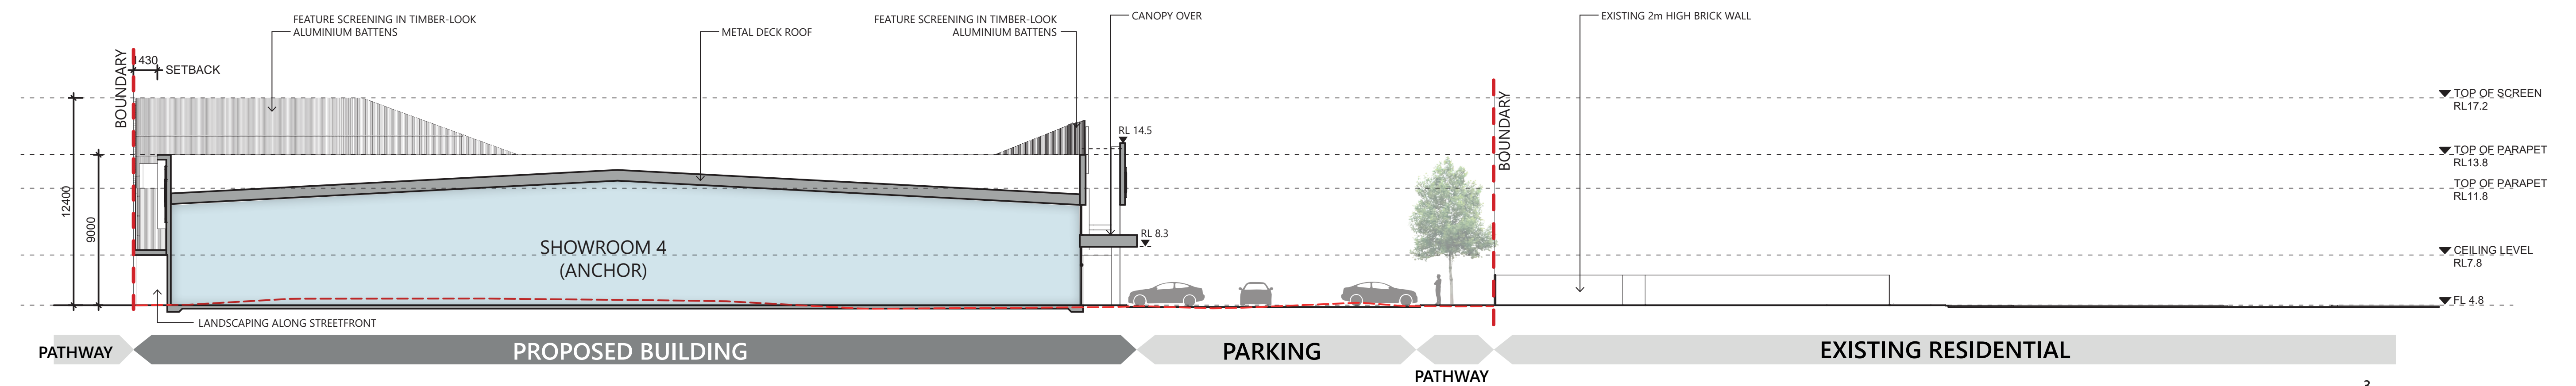 FEATURE SCREENING IN TIMBER-LOOK
ALUMINIUM BATTENS
METAL DECK ROOF
FEATURE SCREENING IN TIMBER-LOOK
ALUMINIUM BATTENS
CANOPY OVER
EXISTING 2m HIGH BRICK WALL
BOUNDARY
1430
SETBACK
12400
9000
RL 14.5
RL 8.3
BOUNDARY
TOP OF SCREEN
RL17.2
TOP OF PARAPET
RL13.8
TOP OF PARAPET
RL11.8
CEILING LEVEL
RL7.8
FL 4.8
SHOWROOM 4
(ANCHOR)
LANDSCAPING ALONG STREETFRONT
PATHWAY
PROPOSED BUILDING
PARKING
PATHWAY
EXISTING RESIDENTIAL